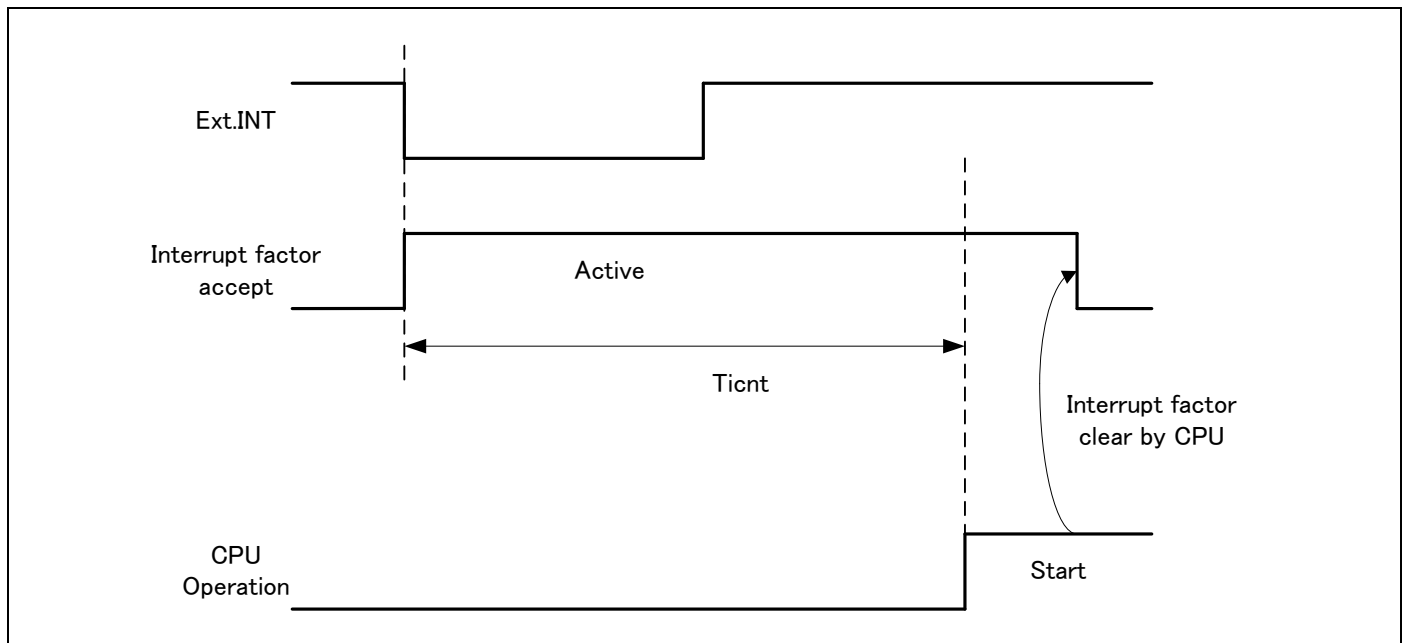 Ext.INT
Interrupt factor
accept
Active
Ticnt
Interrupt factor
clear by CPU
CPU
Operation
Start